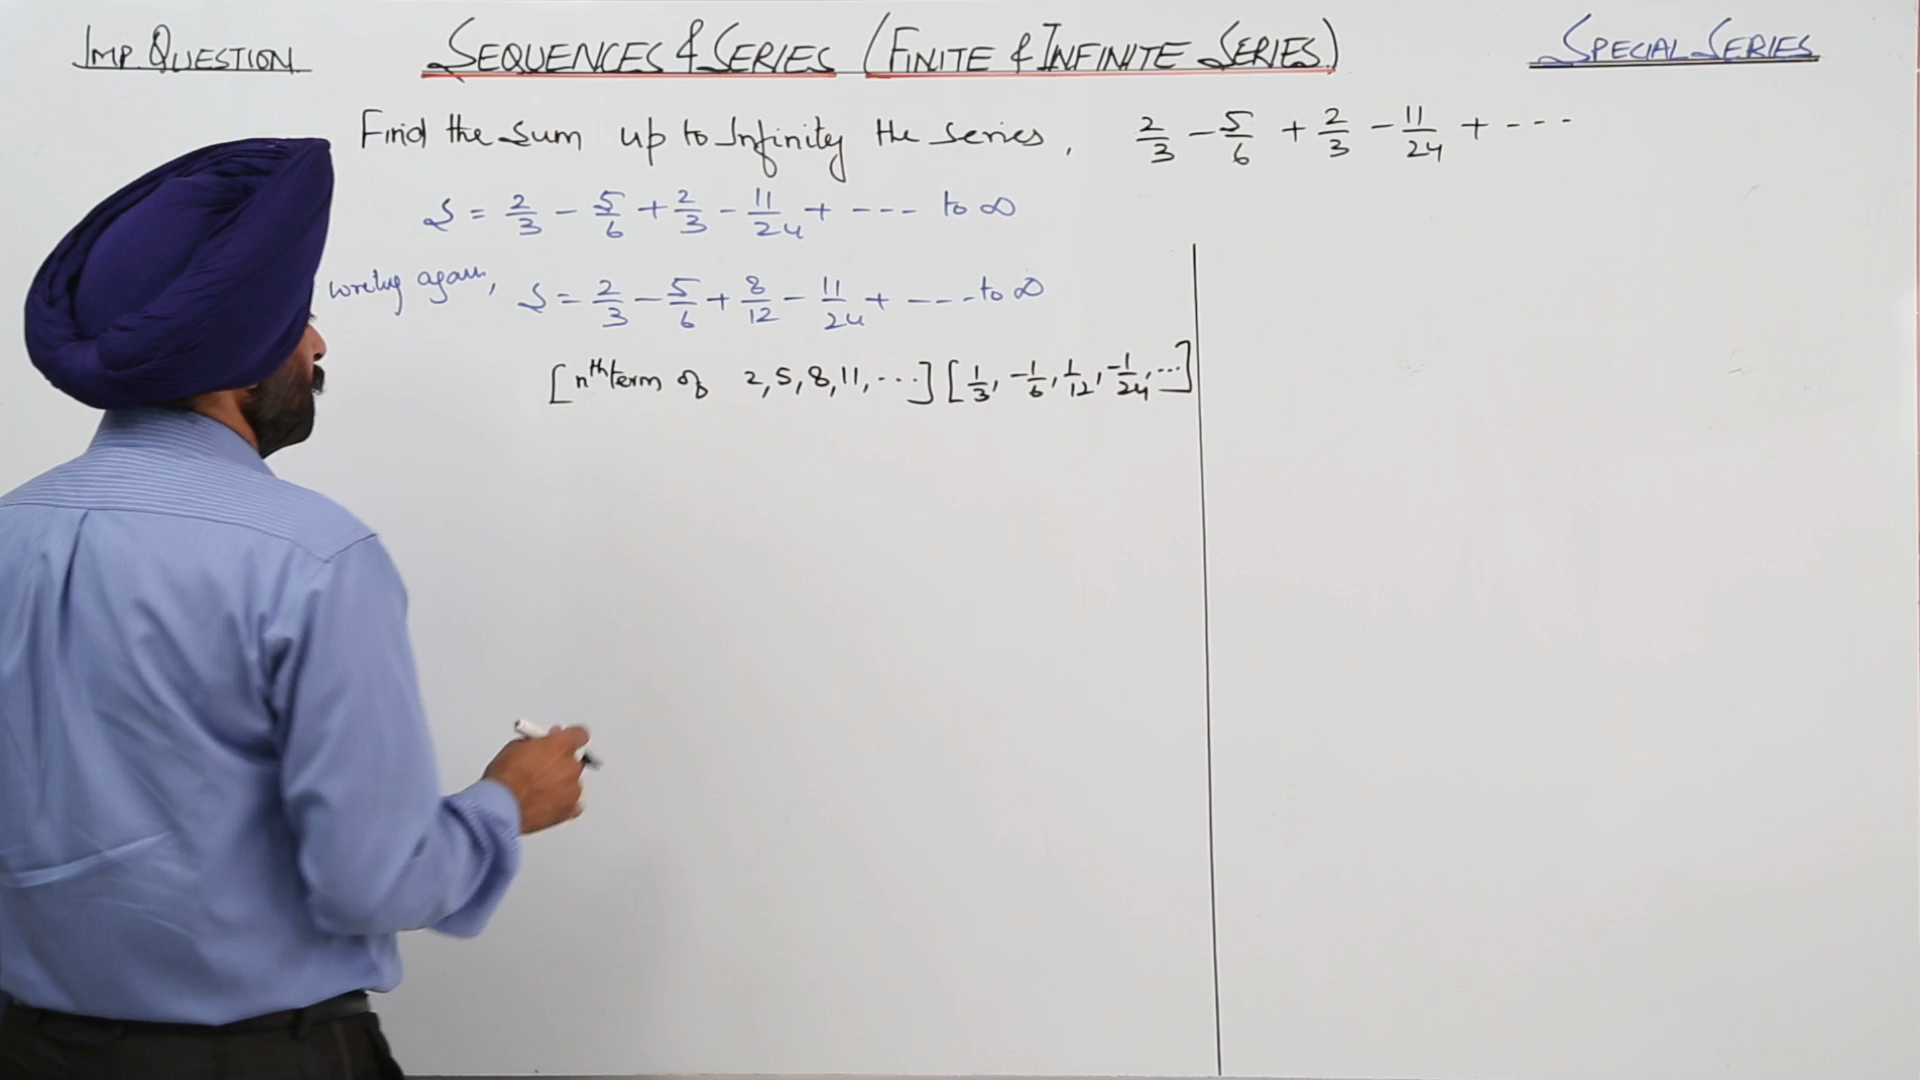 IMP. QUESTION
SEQUENCES & SERIES (FINITE & INFINITE SERIES)
SPECIAL SERIES
Find the sum up to Infinity the series, 2/3 - 5/6 + 2/3 - 11/24 + ----
S = 2/3 - 5/6 + 2/3 - 11/24 + --- to ∞
writing again, S = 2/3 - 5/6 + 8/12 - 11/24 + --- to ∞
[nth term of 2, 5, 8, 11, ...] [1/3, -1/6, 1/12, -1/24, ...]